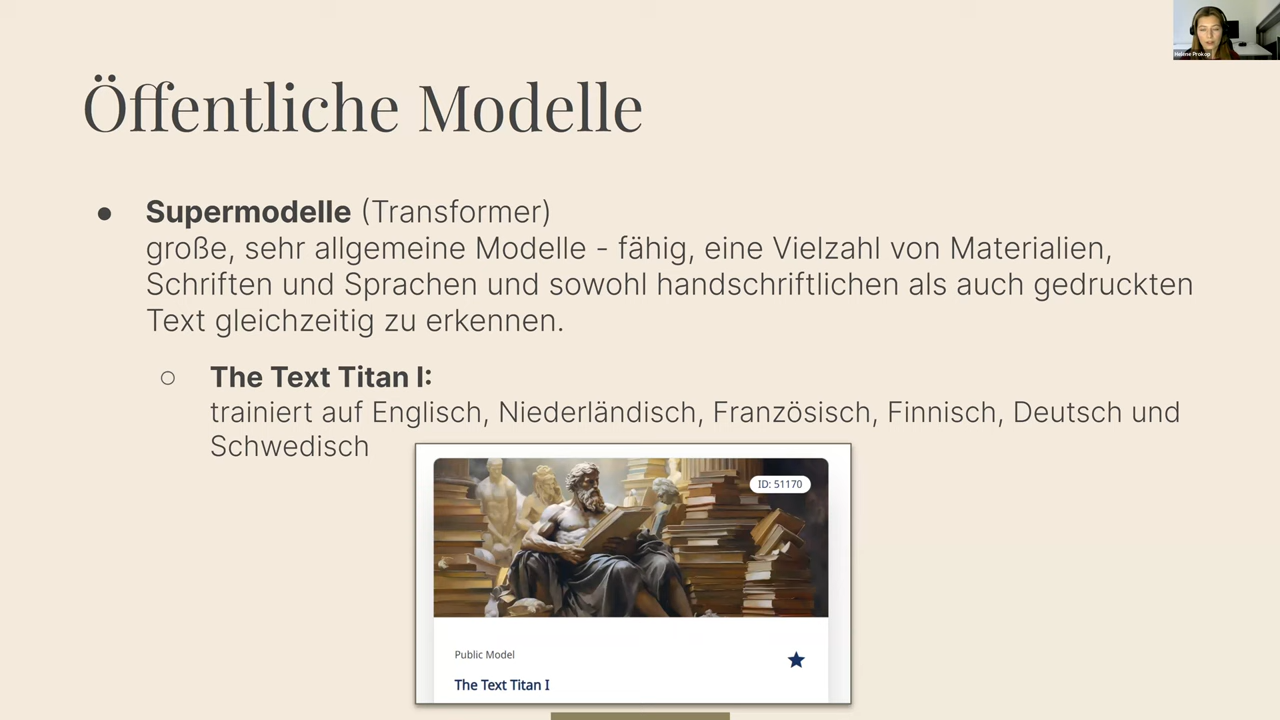 Helene Prokop
Öffentliche Modelle
● Supermodelle (Transformer)
große, sehr allgemeine Modelle - fähig, eine Vielzahl von Materialien,
Schriften und Sprachen und sowohl handschriftlichen als auch gedruckten
Text gleichzeitig zu erkennen.
○ The Text Titan I:
trainiert auf Englisch, Niederländisch, Französisch, Finnisch, Deutsch und
Schwedisch
ID: 51170
Public Model
The Text Titan I